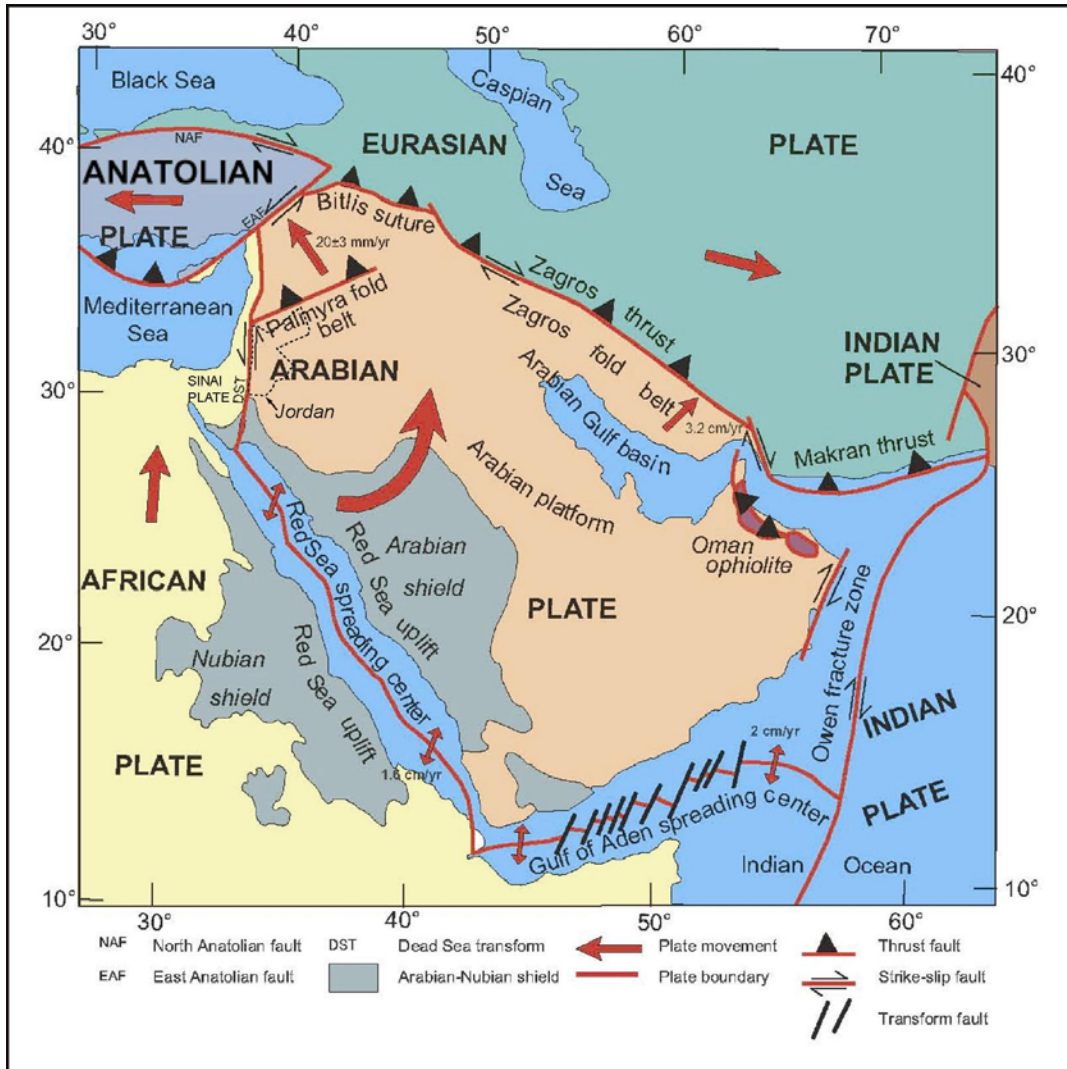 30°
40°
50°
60°
70°
Black Sea
Caspian
Sea
40°
40°
NAF
EURASIAN
PLATE
ANATOLIAN
PLATE
EAF
Bitlis suture
20±3 mm/yr
Zagros thrust
Zagros fold belt
Mediterranean
Sea
Palmyra fold
belt
INDIAN
PLATE
30°
30°
SINAI
PLATE
DST
ARABIAN
Jordan
Arabian Gulf basin
3.2 cm/yr
Makran thrust
Arabian platform
Oman
ophiolite
Red Sea spreading center
Red Sea uplift
Arabian
shield
AFRICAN
PLATE
20°
20°
Nubian
shield
Red Sea uplift
Owen fracture zone
INDIAN
PLATE
2 cm/yr
PLATE
1.6 cm/yr
Gulf of Aden spreading center
Indian Ocean
10°
10°
30°
40°
50°
60°
NAF North Anatolian fault
EAF East Anatolian fault
DST Dead Sea transform
Arabian-Nubian shield
Plate movement
Plate boundary
Thrust fault
Strike-slip fault
Transform fault